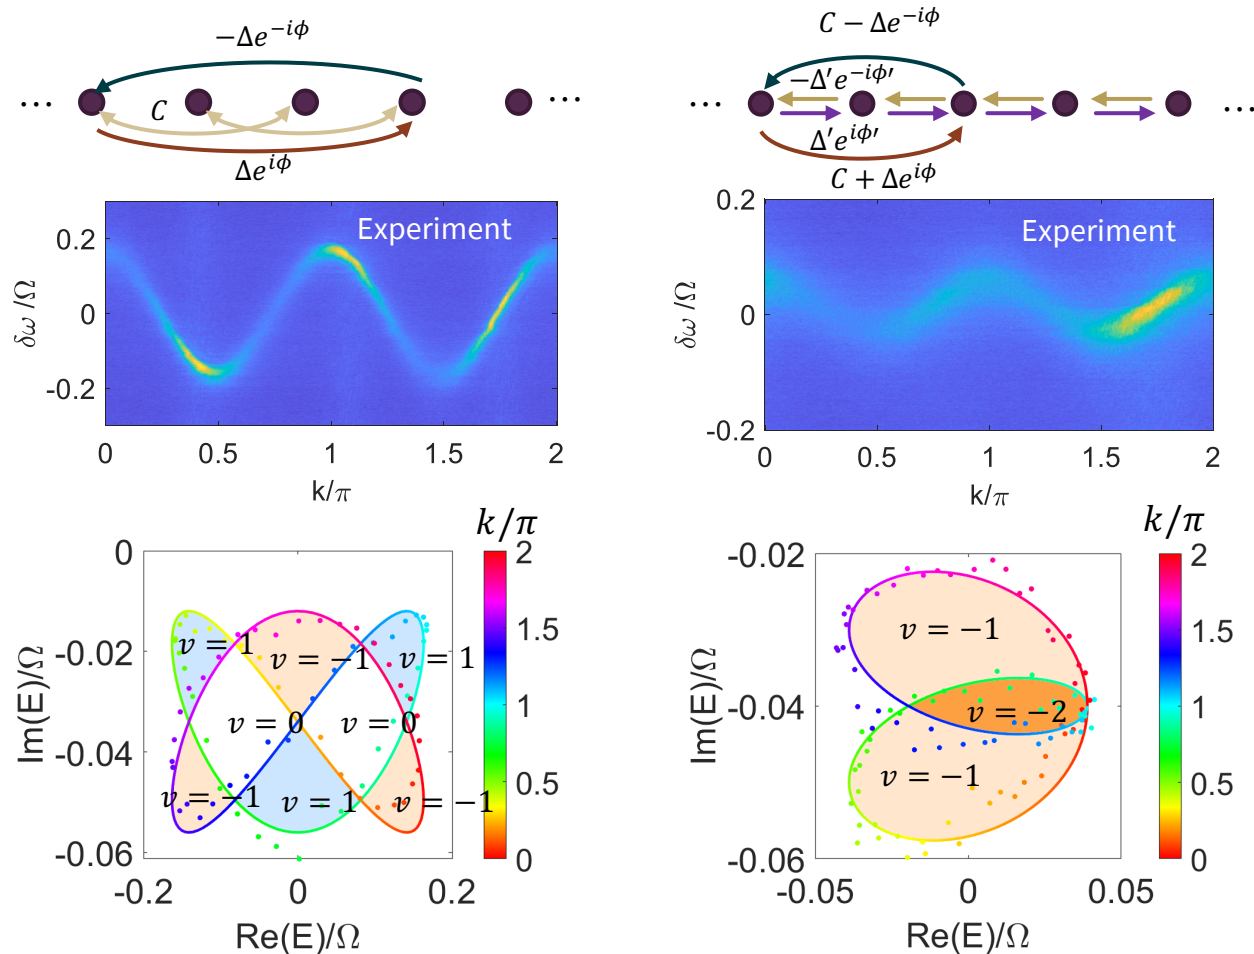 −Δe^{−iϕ}
...
...
C
Δe^{iϕ}
C − Δe^{−iϕ}
−Δ′e^{−iϕ′}
...
...
Δ′e^{iϕ′}
C + Δe^{iϕ}
Experiment
0.2
0
-0.2
δω /Ω
0 0.5 1 1.5 2
k/π
Experiment
0.2
0
-0.2
δω /Ω
0 0.5 1 1.5 2
k/π
0
-0.02
-0.04
-0.06
Im(E)/Ω
v = 1
v = −1
v = 1
v = 0
v = 0
v = −1
v = 1
v = −1
-0.2 0 0.2
Re(E)/Ω
k/π
2
1.5
1
0.5
0
-0.02
-0.04
-0.06
Im(E)/Ω
v = −1
v = −2
v = −1
-0.05 0 0.05
Re(E)/Ω
k/π
2
1.5
1
0.5
0